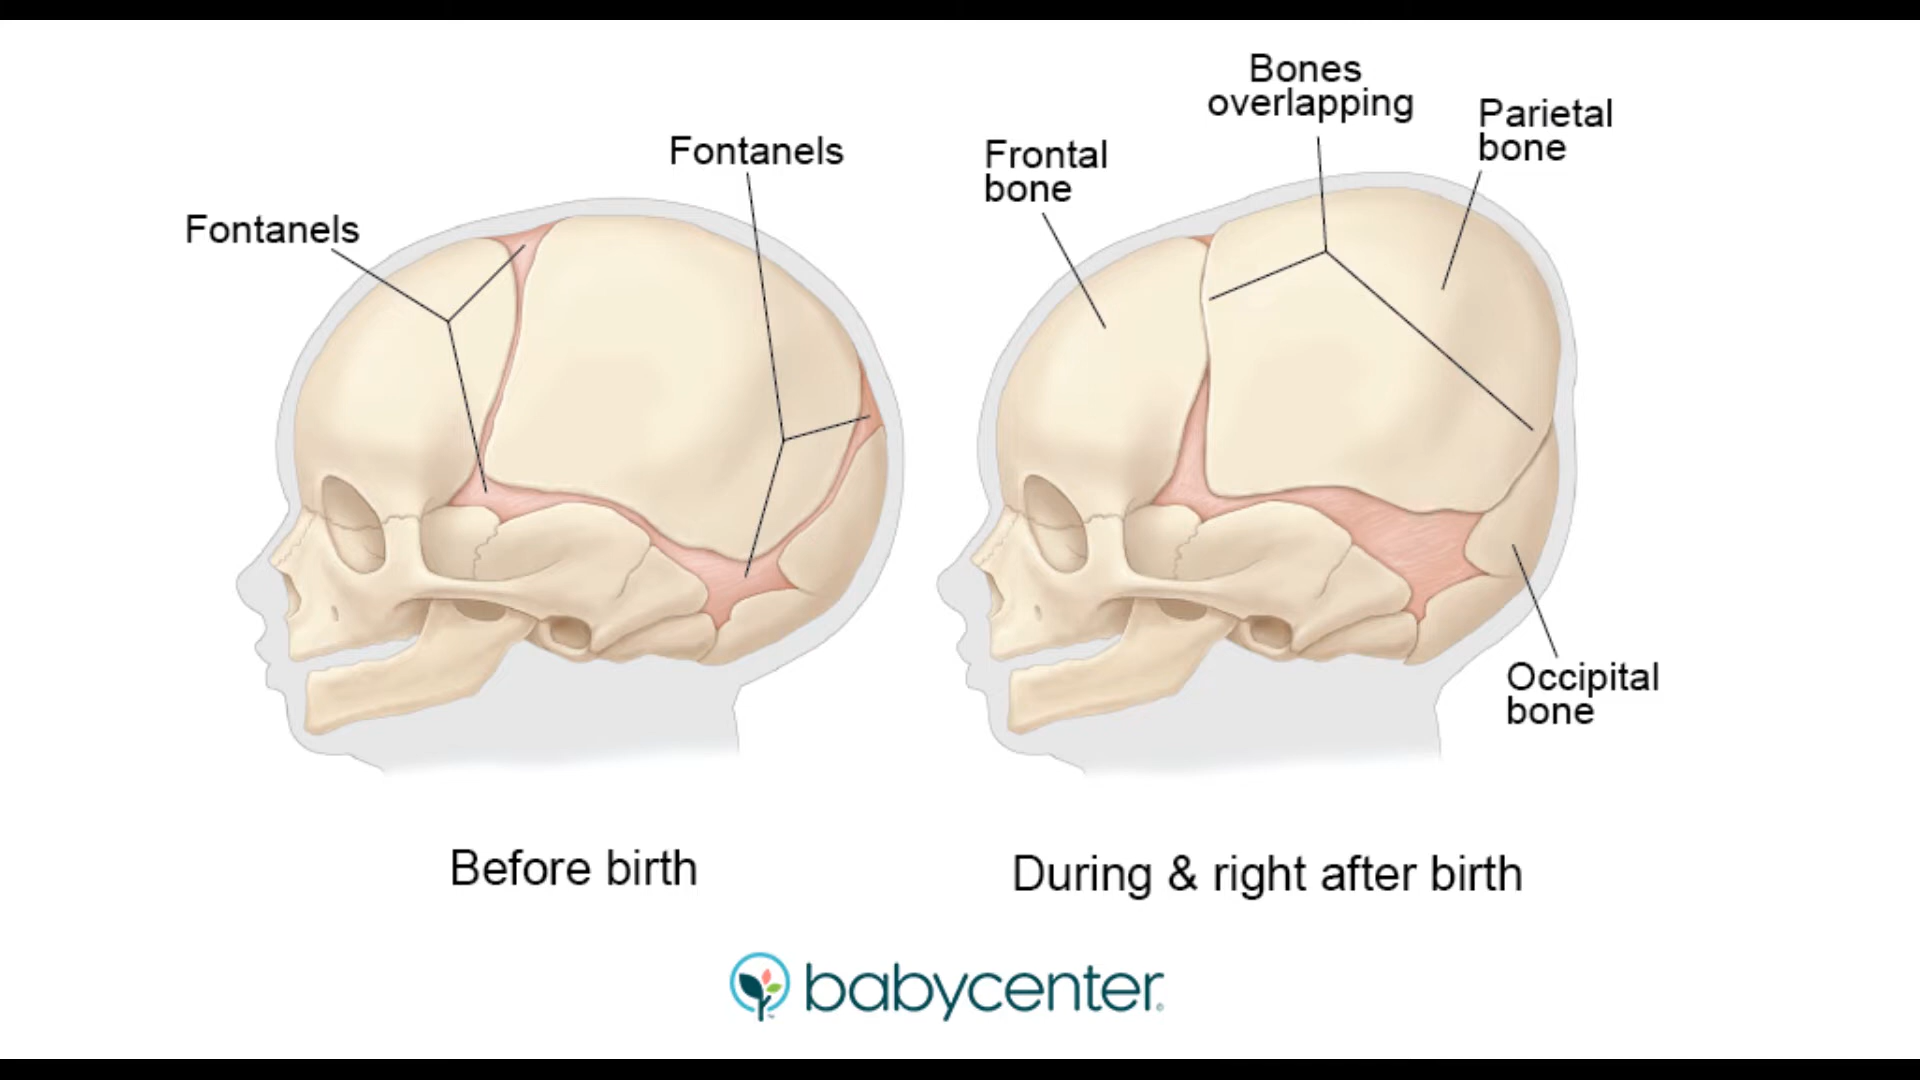 Fontanels
Fontanels
Frontal
bone
Bones
overlapping
Parietal
bone
Occipital
bone
Before birth
During & right after birth
babycenter